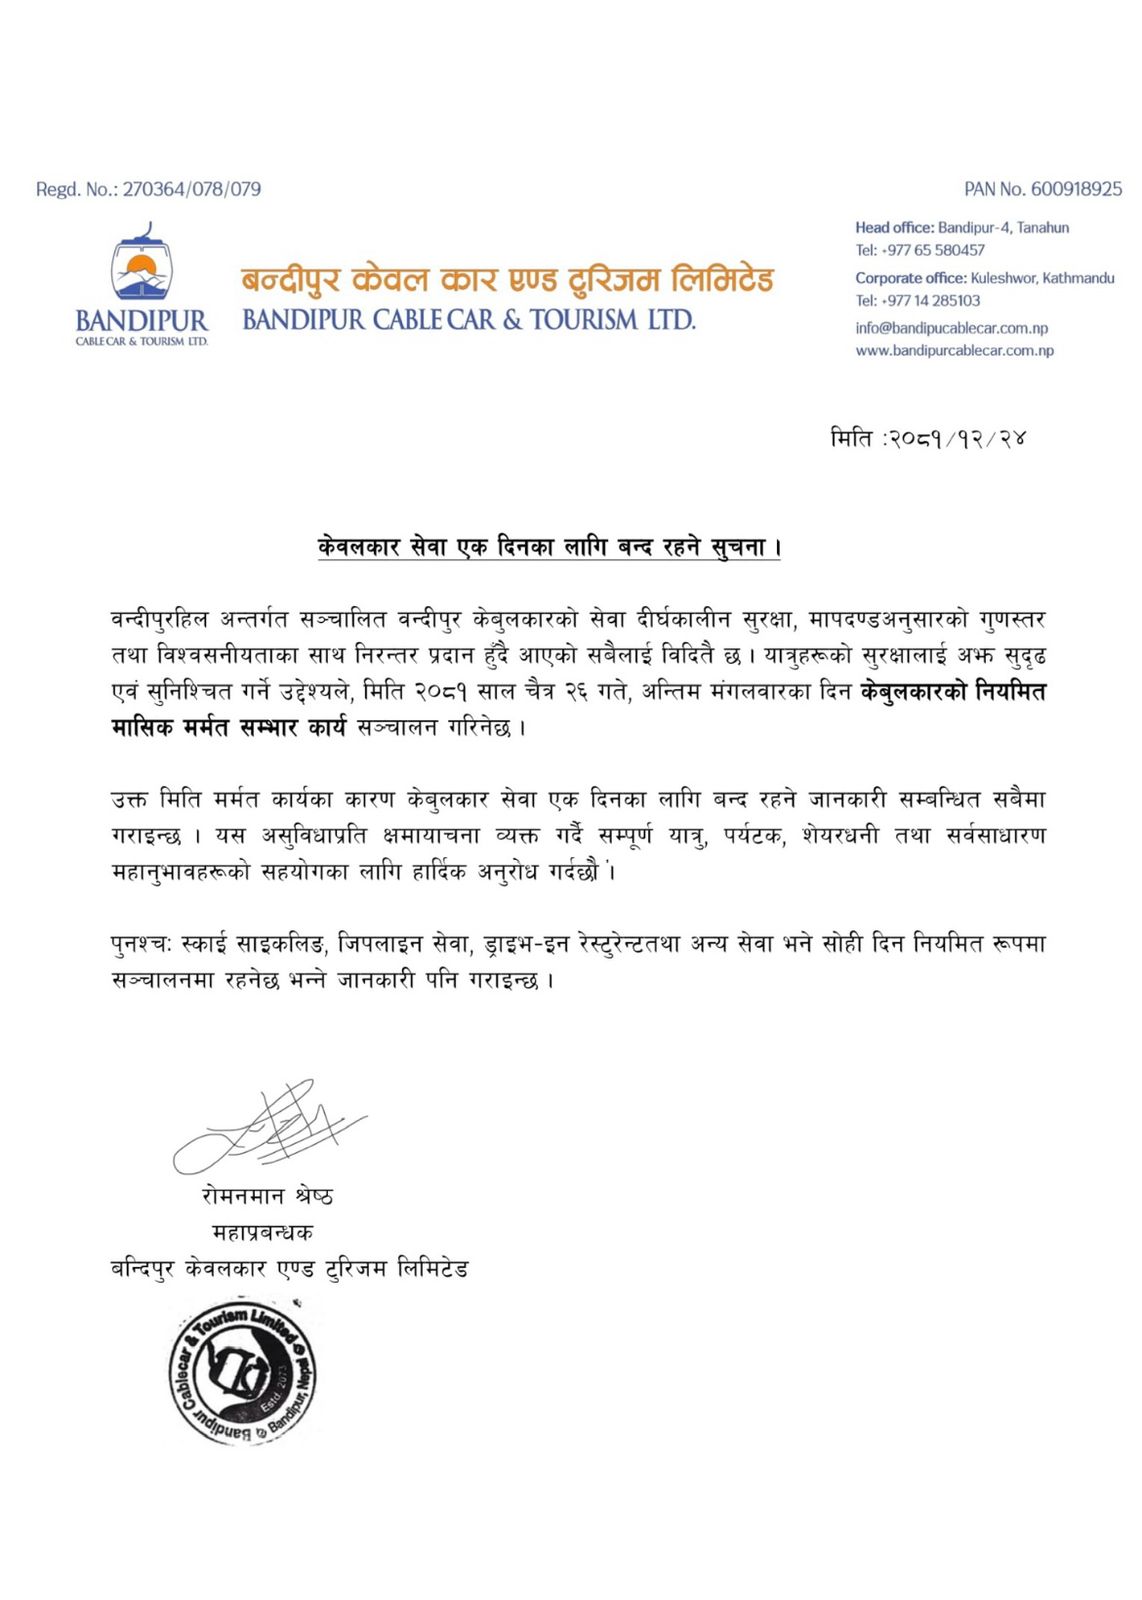 Regd. No.: 270364/078/079
PAN No. 600918925
BANDIPUR
CABLE CAR & TOURISM LTD.
बन्दीपुर केवल कार एण्ड टुरिजम लिमिटेड
BANDIPUR CABLE CAR & TOURISM LTD.
Head office: Bandipur-4, Tanahun
Tel: +977 65 580457
Corporate office: Kuleshwor, Kathmandu
Tel: +977 14 285103
info@bandipucablecar.com.np
www.bandipurcablecar.com.np
मिति :२०८१/१२/२४
केवलकार सेवा एक दिनका लागि बन्द रहने सुचना ।
वन्दीपुरहिल अन्तर्गत सञ्चालित वन्दीपुर केबुलकारको सेवा दीर्घकालीन सुरक्षा, मापदण्डअनुसारको गुणस्तर
तथा विश्वसनीयताका साथ निरन्तर प्रदान हुँदै आएको सबैलाई विदितै छ । यात्रुहरूको सुरक्षालाई अझ सुदृढ
एवं सुनिश्चित गर्ने उद्देश्यले, मिति २०८१ साल चैत्र २६ गते, अन्तिम मंगलवारका दिन केबुलकारको नियमित
मासिक मर्मत सम्भार कार्य सञ्चालन गरिनेछ ।
उक्त मिति मर्मत कार्यका कारण केबुलकार सेवा एक दिनका लागि बन्द रहने जानकारी सम्बन्धित सबैमा
गराइन्छ । यस असुविधाप्रति क्षमायाचना व्यक्त गर्दै सम्पूर्ण यात्रु, पर्यटक, शेयरधनी तथा सर्वसाधारण
महानुभावहरूको सहयोगका लागि हार्दिक अनुरोध गर्दछौं ।
पुनश्चः स्काई साइकलिङ, जिपलाइन सेवा, ड्राइभ-इन रेस्टुरेन्टतथा अन्य सेवा भने सोही दिन नियमित रूपमा
सञ्चालनमा रहनेछ भन्ने जानकारी पनि गराइन्छ ।
रोमनमान श्रेष्ठ
महाप्रबन्धक
बन्दिपुर केवलकार एण्ड टुरिजम लिमिटेड
Bandipur Cablecar & Tourism Limited
Estd. 2073
Bandipur, Nepal